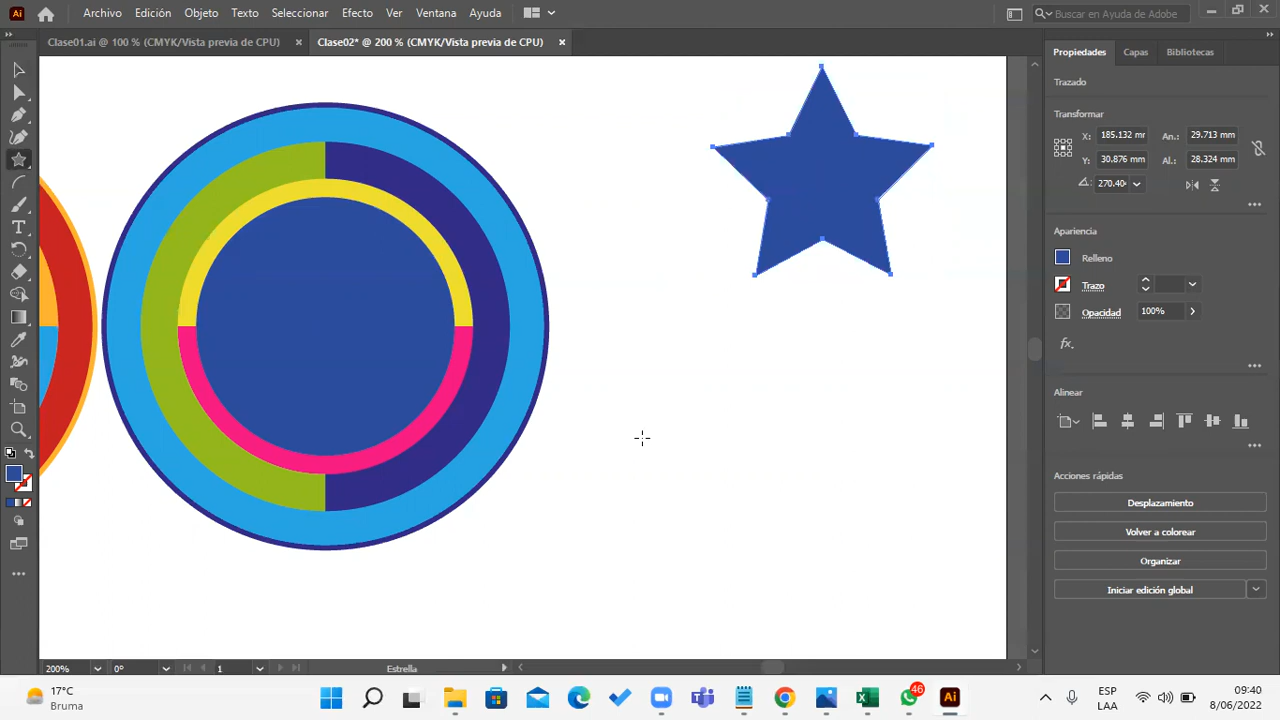 Ai Archivo Edición Objeto Texto Seleccionar Efecto Ver Ventana Ayuda Buscar en Ayuda de Adobe
Clase01.ai @ 100 % (CMYK/Vista previa de CPU) × Clase02* @ 200 % (CMYK/Vista previa de CPU) ×
Propiedades Capas Bibliotecas
Trazado
Transformar
X: 185.132 mr An.: 29.713 mm
Y: 30.876 mm Al.: 28.324 mm
270.40
Apariencia
Relleno
Trazo
Opacidad 100%
fx.
Alinear
Acciones rápidas
Desplazamiento
Volver a colorear
Organizar
Iniciar edición global
200% 0° 1 Estrella
17°C
Bruma
46
Ai
ESP
LAA
09:40
8/06/2022